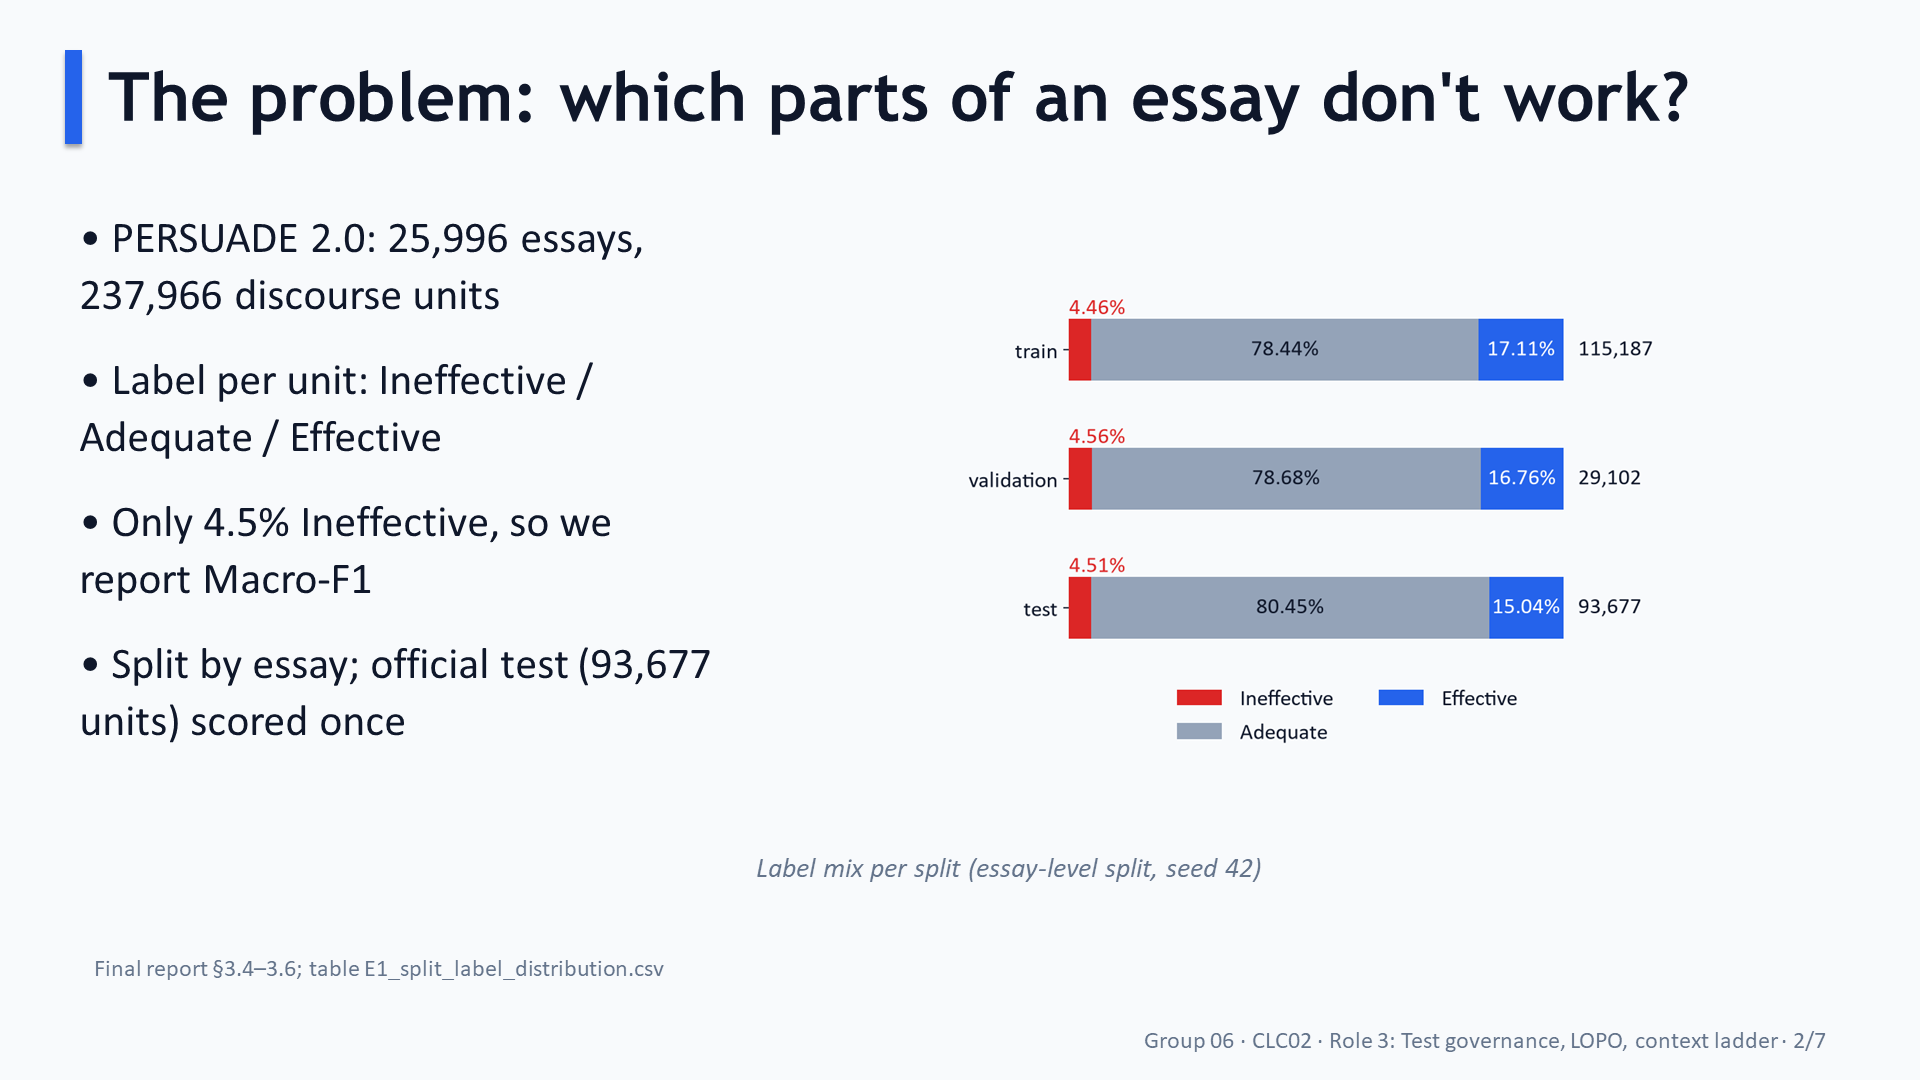 The problem: which parts of an essay don't work?
• PERSUADE 2.0: 25,996 essays,
237,966 discourse units
• Label per unit: Ineffective /
Adequate / Effective
• Only 4.5% Ineffective, so we
report Macro-F1
• Split by essay; official test (93,677
units) scored once
4.46%
train 78.44% 17.11% 115,187
4.56%
validation 78.68% 16.76% 29,102
4.51%
test 80.45% 15.04% 93,677
Ineffective Effective
Adequate
Label mix per split (essay-level split, seed 42)
Final report §3.4–3.6; table E1_split_label_distribution.csv
Group 06 · CLC02 · Role 3: Test governance, LOPO, context ladder · 2/7